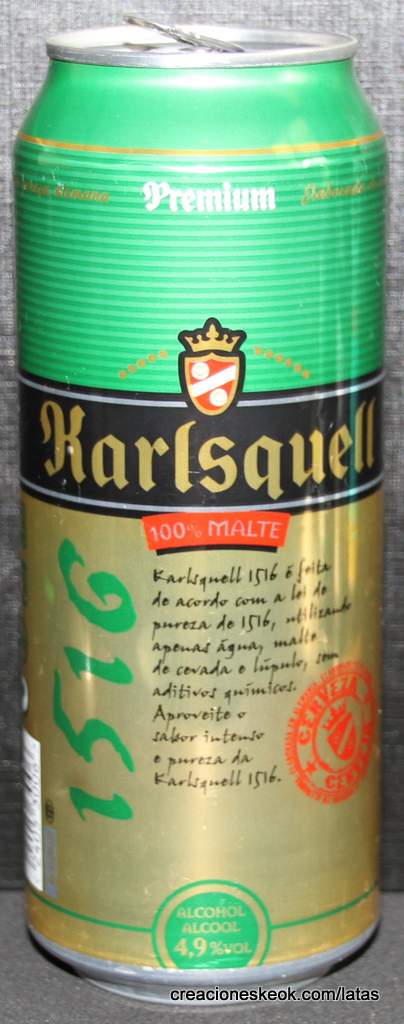 Premium
Karlsquell
100% MALTE
1516
Karlsquell 1516 é feita
de acordo com a lei de
pureza de 1516, utilizando
apenas água, malte
de cevada e lúpulo, sem
aditivos químicos.
Aproveite o
sabor intenso
e pureza da
Karlsquell 1516.
CERVEZA
CERVEJA
ALCOHOL
ALCOOL
4,9%VOL
creacioneskeok.com/latas